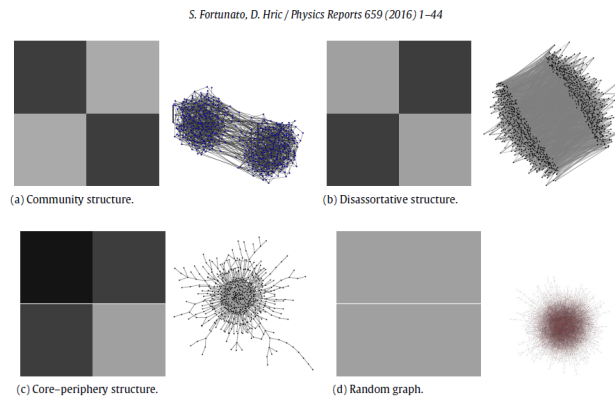 S. Fortunato, D. Hric / Physics Reports 659 (2016) 1–44
(a) Community structure.
(b) Disassortative structure.
(c) Core–periphery structure.
(d) Random graph.